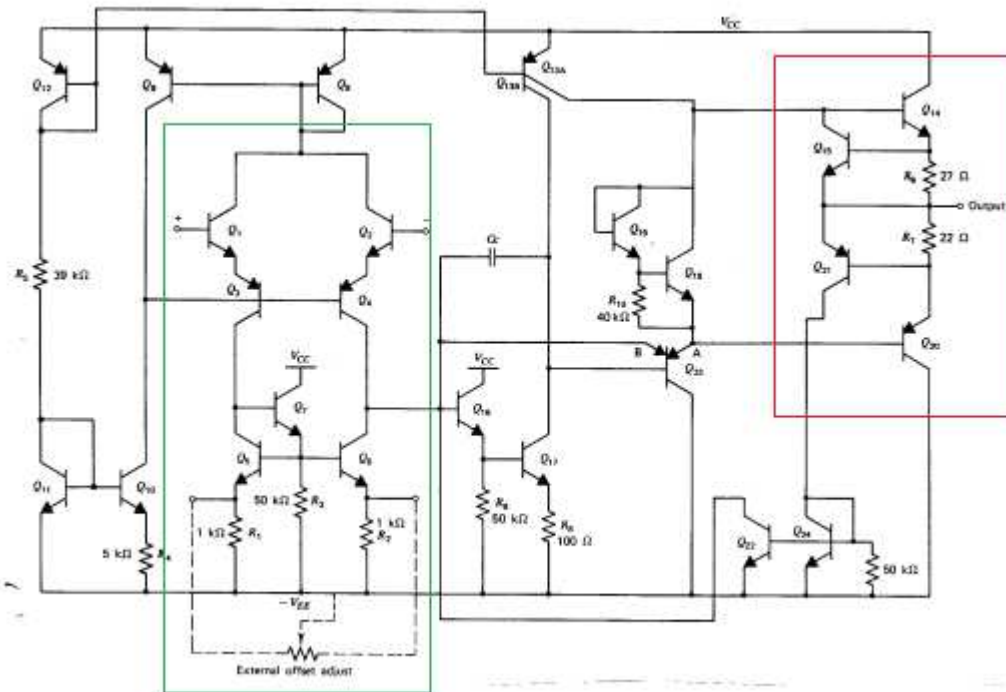 V_CC
Q13A
Q12
Q9
Q8
Q13B
Q14
Q15
R9 27 Ω
Q1
Q2
+
−
Output
R5 39 kΩ
Cc
Q19
R7 22 Ω
Q3
Q4
Q18
Q21
R10
40 kΩ
V_CC
V_CC
B
A
Q20
Q23
Q7
Q16
Q5
Q6
Q17
Q11
Q10
50 kΩ R3
1 kΩ R1
1 kΩ
R2
R8
50 kΩ
100 Ω
Q22
Q24
50 kΩ
5 kΩ R4
−V_EE
External offset adjust